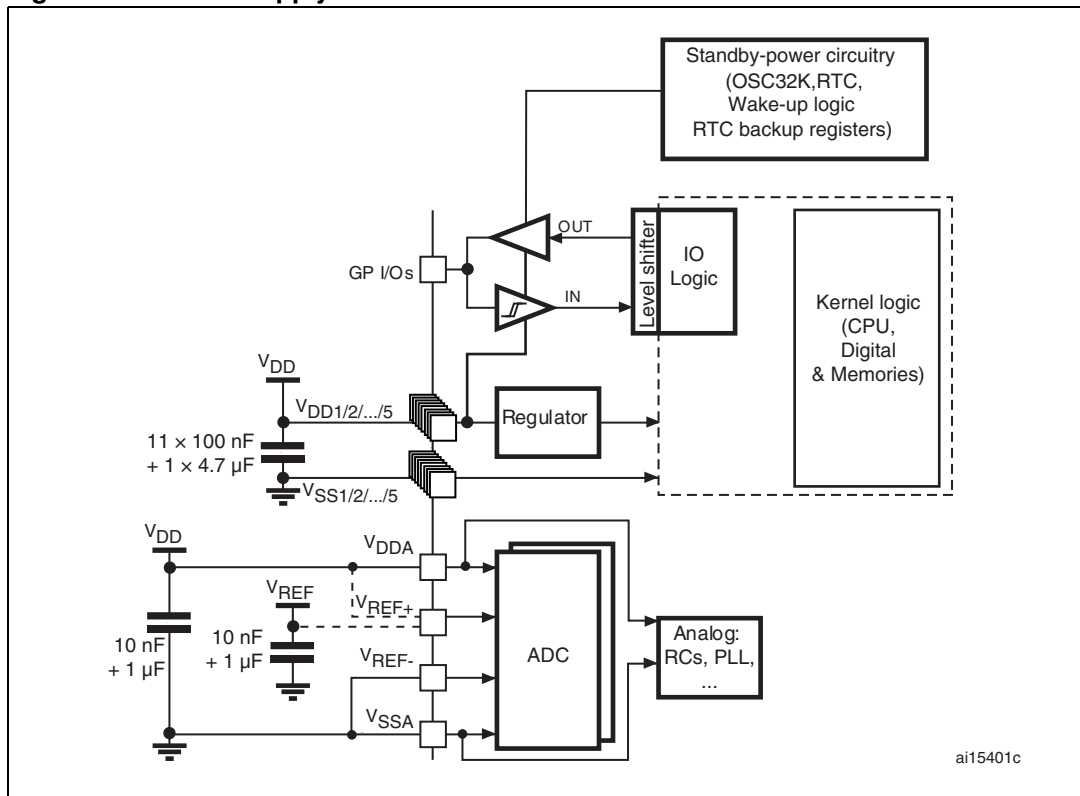 Standby-power circuitry
(OSC32K,RTC,
Wake-up logic
RTC backup registers)
OUT
Level shifter
IO
Logic
GP I/Os
IN
Kernel logic
(CPU,
Digital
& Memories)
VDD
VDD1/2/.../5
Regulator
11 × 100 nF
+ 1 × 4.7 µF
VSS1/2/.../5
VDD
VDDA
VREF
VREF+
10 nF
+ 1 µF
10 nF
+ 1 µF
VREF-
ADC
Analog:
RCs, PLL,
...
VSSA
ai15401c